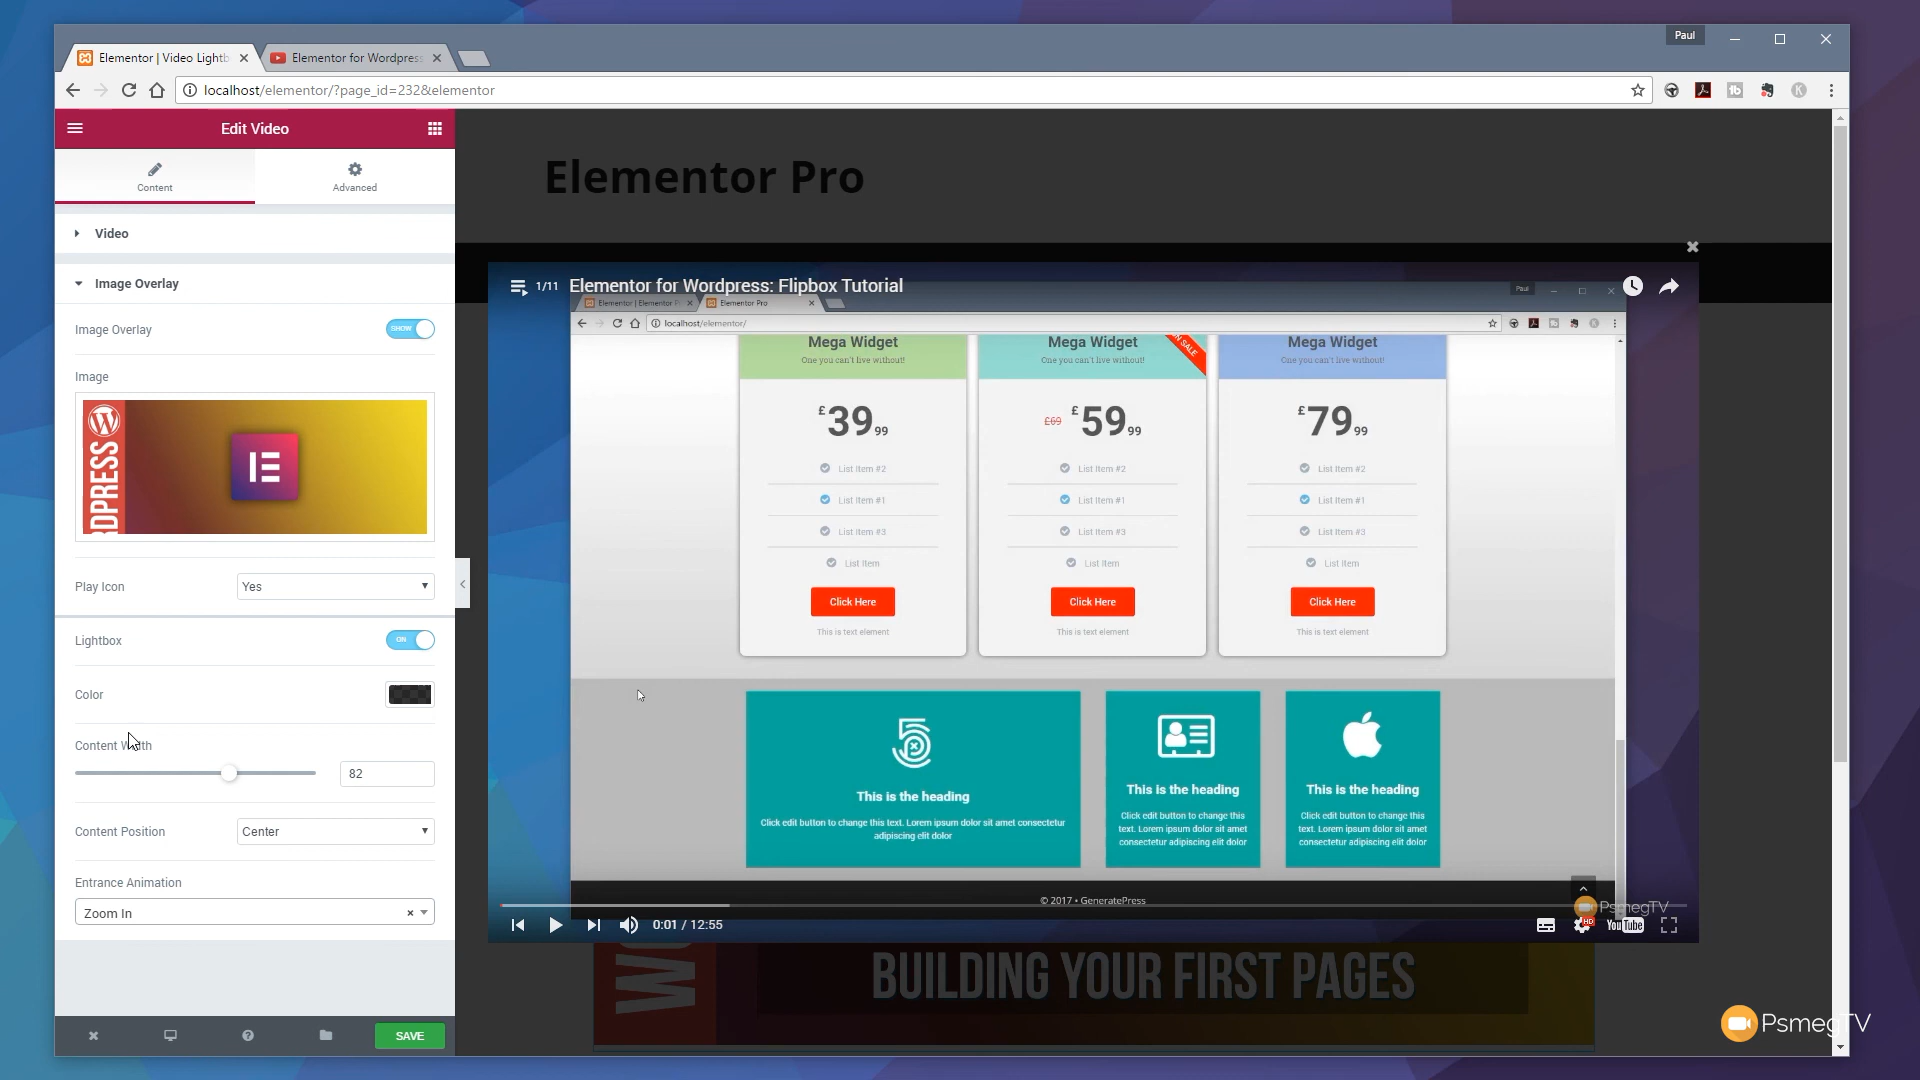 Paul
Elementor | Video Lightb
Elementor for Wordpress
localhost/elementor/?page_id=232&elementor
Edit Video
Content
Advanced
Video
Image Overlay
Image Overlay
SHOW
Image
Play Icon
Yes
Lightbox
ON
Color
Content Width
82
Content Position
Center
Entrance Animation
Zoom In
SAVE
Elementor Pro
1/11 Elementor for Wordpress: Flipbox Tutorial
Elementor | Elementor P
Elementor Pro
Paul
localhost/elementor/
Mega Widget
One you can't live without!
£39 99
List Item #2
List Item #1
List Item #3
List Item
Click Here
This is text element
Mega Widget
One you can't live without!
N SALE
£69 £59 99
List Item #2
List Item #1
List Item #3
List Item
Click Here
This is text element
Mega Widget
One you can't live without!
£79 99
List Item #2
List Item #1
List Item #3
List Item
Click Here
This is text element
This is the heading
Click edit button to change this text. Lorem ipsum dolor sit amet consectetur
adipiscing elit dolor
This is the heading
Click edit button to change this
text. Lorem ipsum dolor sit amet
consectetur adipiscing elit dolor
This is the heading
Click edit button to change this
text. Lorem ipsum dolor sit amet
consectetur adipiscing elit dolor
© 2017 • GeneratePress
PsmegTV
0:01 / 12:55
HD
YouTube
BUILDING YOUR FIRST PAGES
PsmegTV